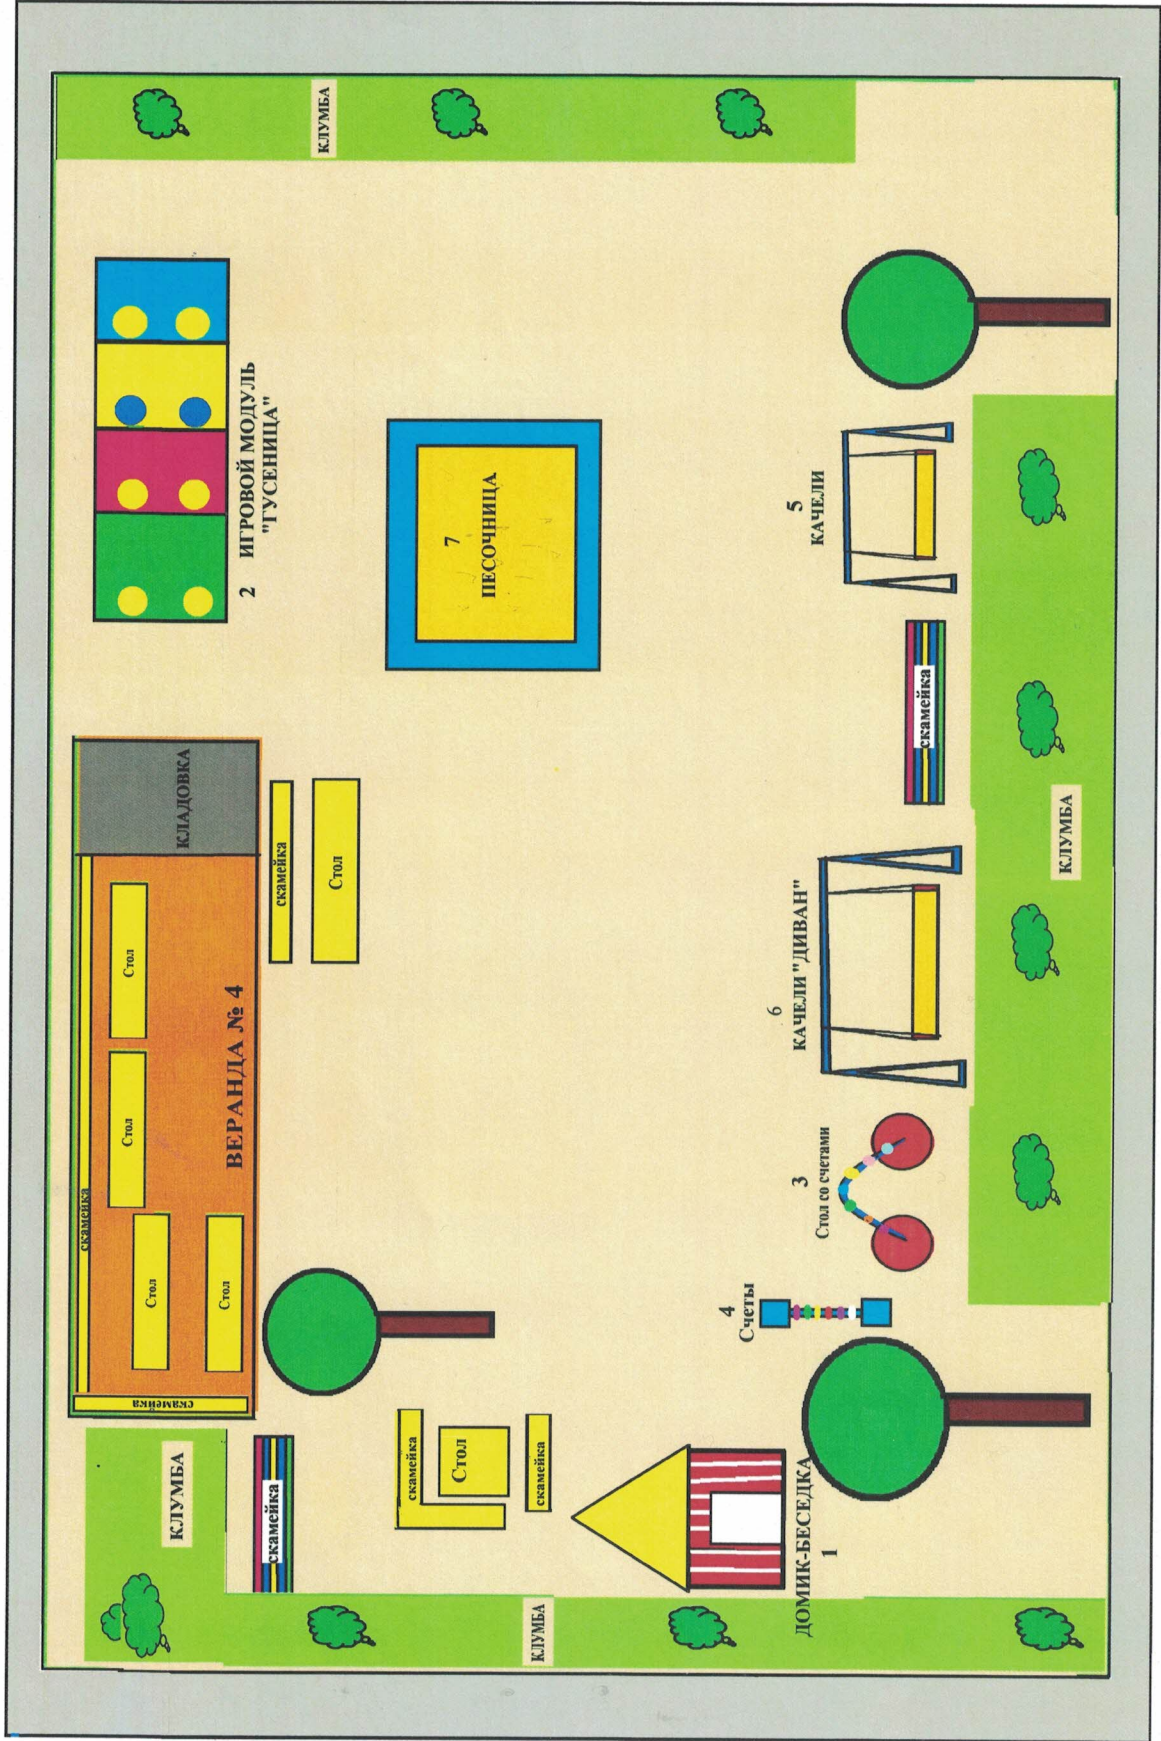 КЛУМБА
скамейка
скамейка
КЛУМБА
скамейка
Стол
Стол
Стол
Стол
ВЕРАНДА № 4
КЛАДОВКА
скамейка
Стол
2 ИГРОВОЙ МОДУЛЬ
"ГУСЕНИЦА"
КЛУМБА
скамейка
Стол
скамейка
7
ПЕСОЧНИЦА
КЛУМБА
ДОМИК-БЕСЕДКА
1
4
Счеты
3
Стол со счетами
6
КАЧЕЛИ "ДИВАН"
скамейка
5
КАЧЕЛИ
КЛУМБА